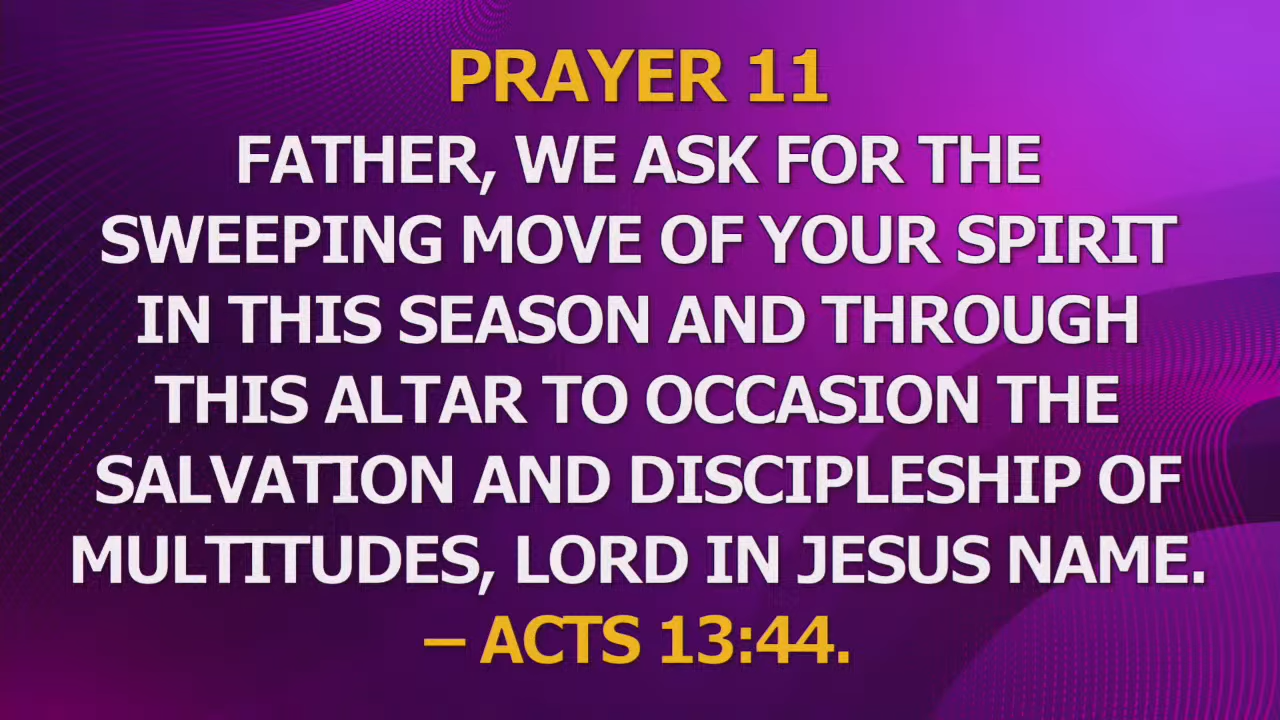 PRAYER 11
FATHER, WE ASK FOR THE
SWEEPING MOVE OF YOUR SPIRIT
IN THIS SEASON AND THROUGH
THIS ALTAR TO OCCASION THE
SALVATION AND DISCIPLESHIP OF
MULTITUDES, LORD IN JESUS NAME.
– ACTS 13:44.